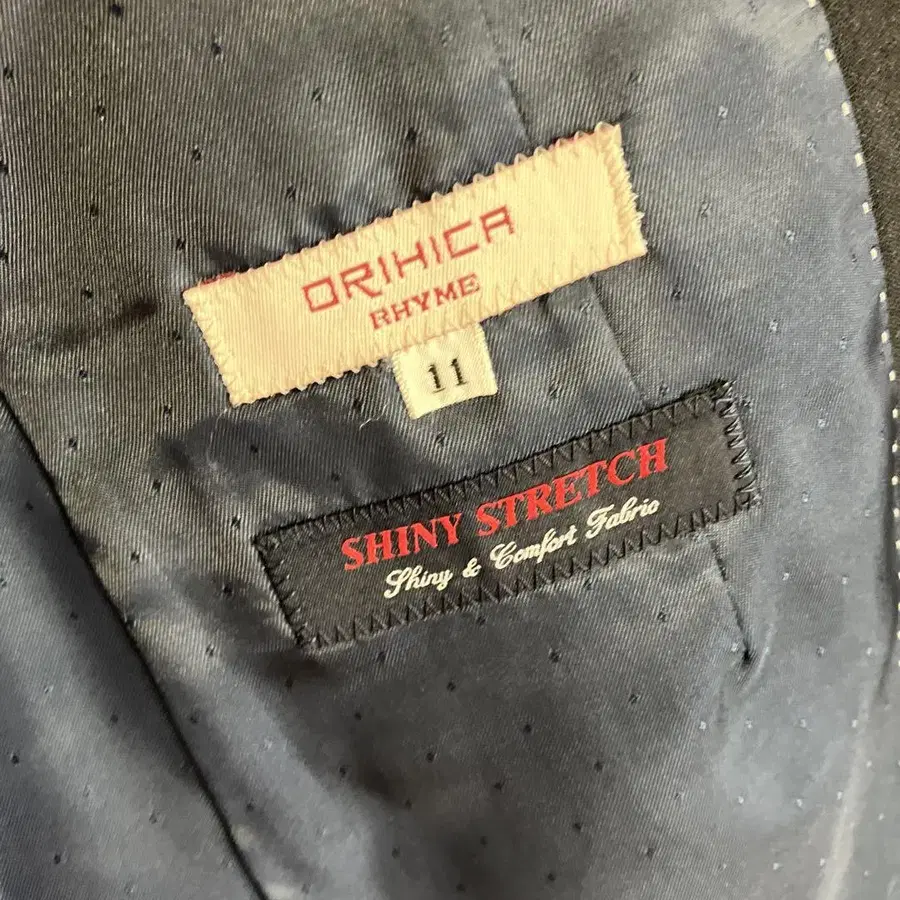 ORIHICA
RHYME
11
SHINY STRETCH
Shiny & Comfort Fabric